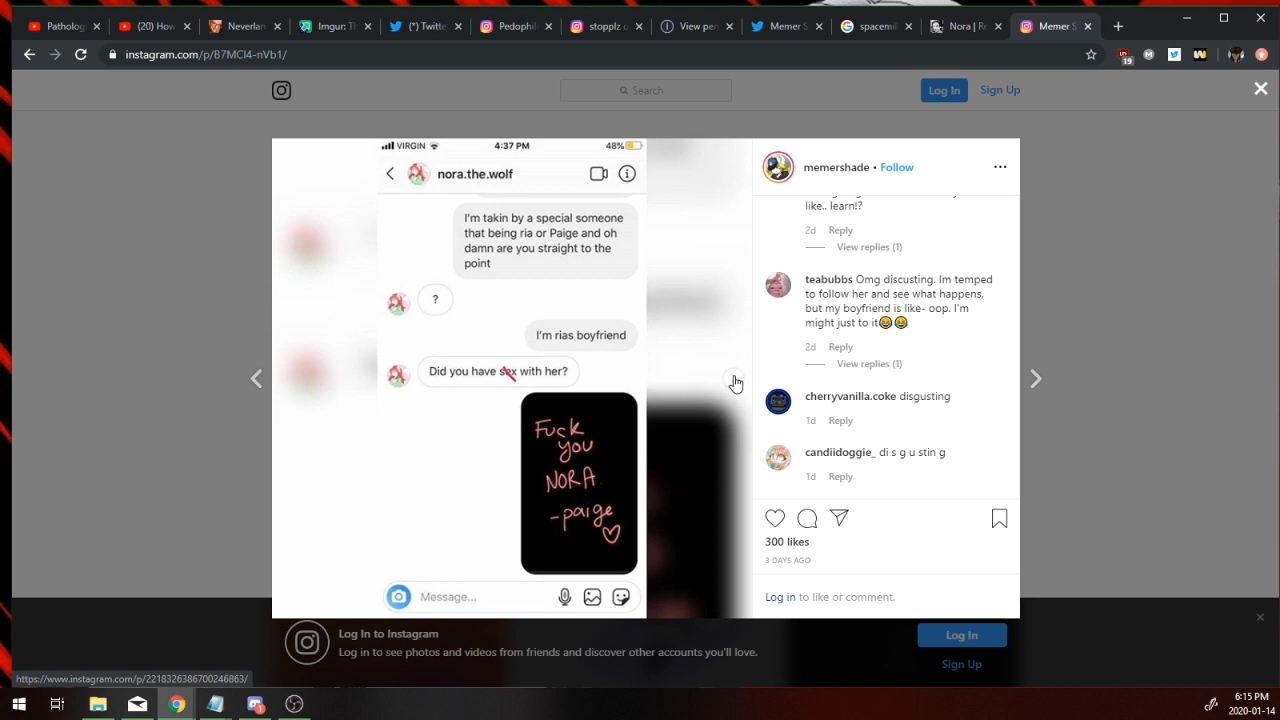 Patholog
(20) How
Neverlan
Imgur: T
(*) Twitte
Pedophil
stopplz o
View per
Memer S
spacemil
Nora | Re
Memer S
instagram.com/p/B7MCl4-nVb1/
19
Search
Log In
Sign Up
VIRGIN
4:37 PM
48%
nora.the.wolf
I'm takin by a special someone
that being ria or Paige and oh
damn are you straight to the
point
?
I'm rias boyfriend
Did you have sex with her?
Fuck
you
NORA
-paige
Message...
memershade • Follow
like.. learn!?
2d Reply
View replies (1)
teabubbs Omg discusting. Im temped
to follow her and see what happens,
but my boyfriend is like- oop. I'm
might just to it😂😂
2d Reply
View replies (1)
cherryvanilla.coke disgusting
1d Reply
candiidoggie_ di s g u stin g
1d Reply
300 likes
3 DAYS AGO
Log in to like or comment.
Log In to Instagram
Log in to see photos and videos from friends and discover other accounts you'll love.
Log In
Sign Up
https://www.instagram.com/p/2218326386700246863/
6:15 PM
2020-01-14